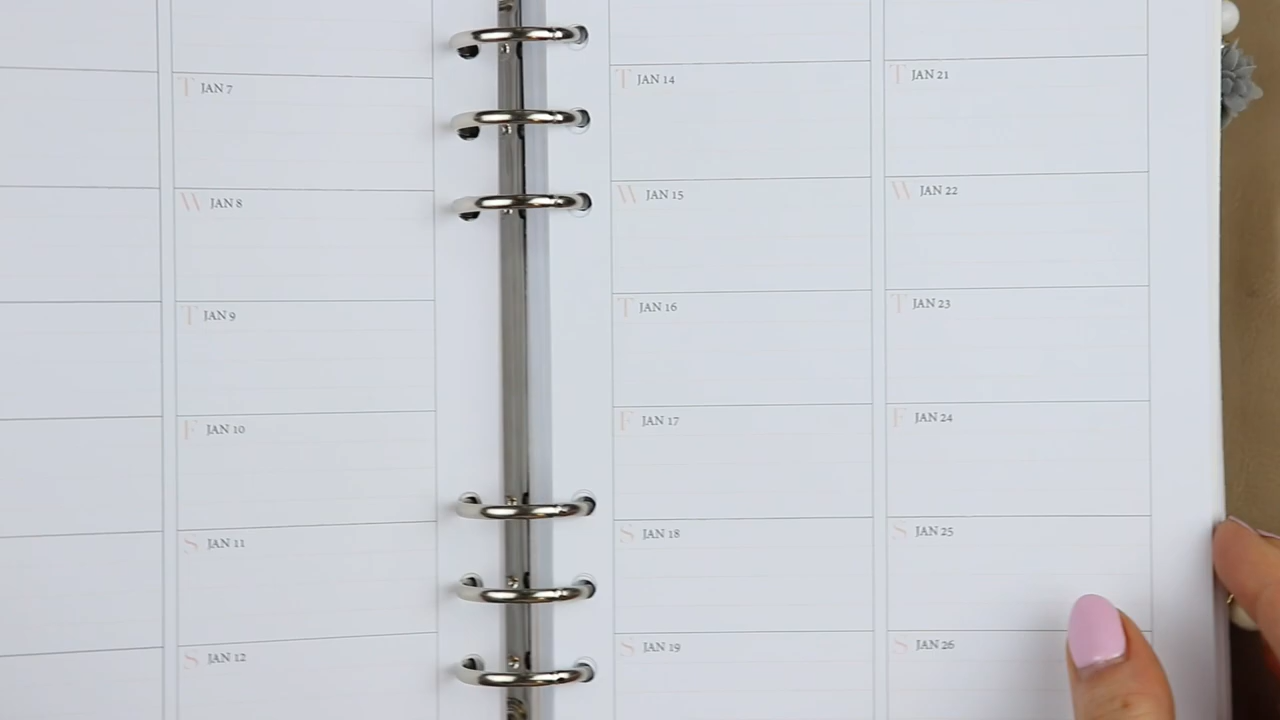 T JAN 7
W JAN 8
T JAN 9
F JAN 10
S JAN 11
S JAN 12
T JAN 14
W JAN 15
T JAN 16
F JAN 17
S JAN 18
S JAN 19
T JAN 21
W JAN 22
T JAN 23
F JAN 24
S JAN 25
S JAN 26